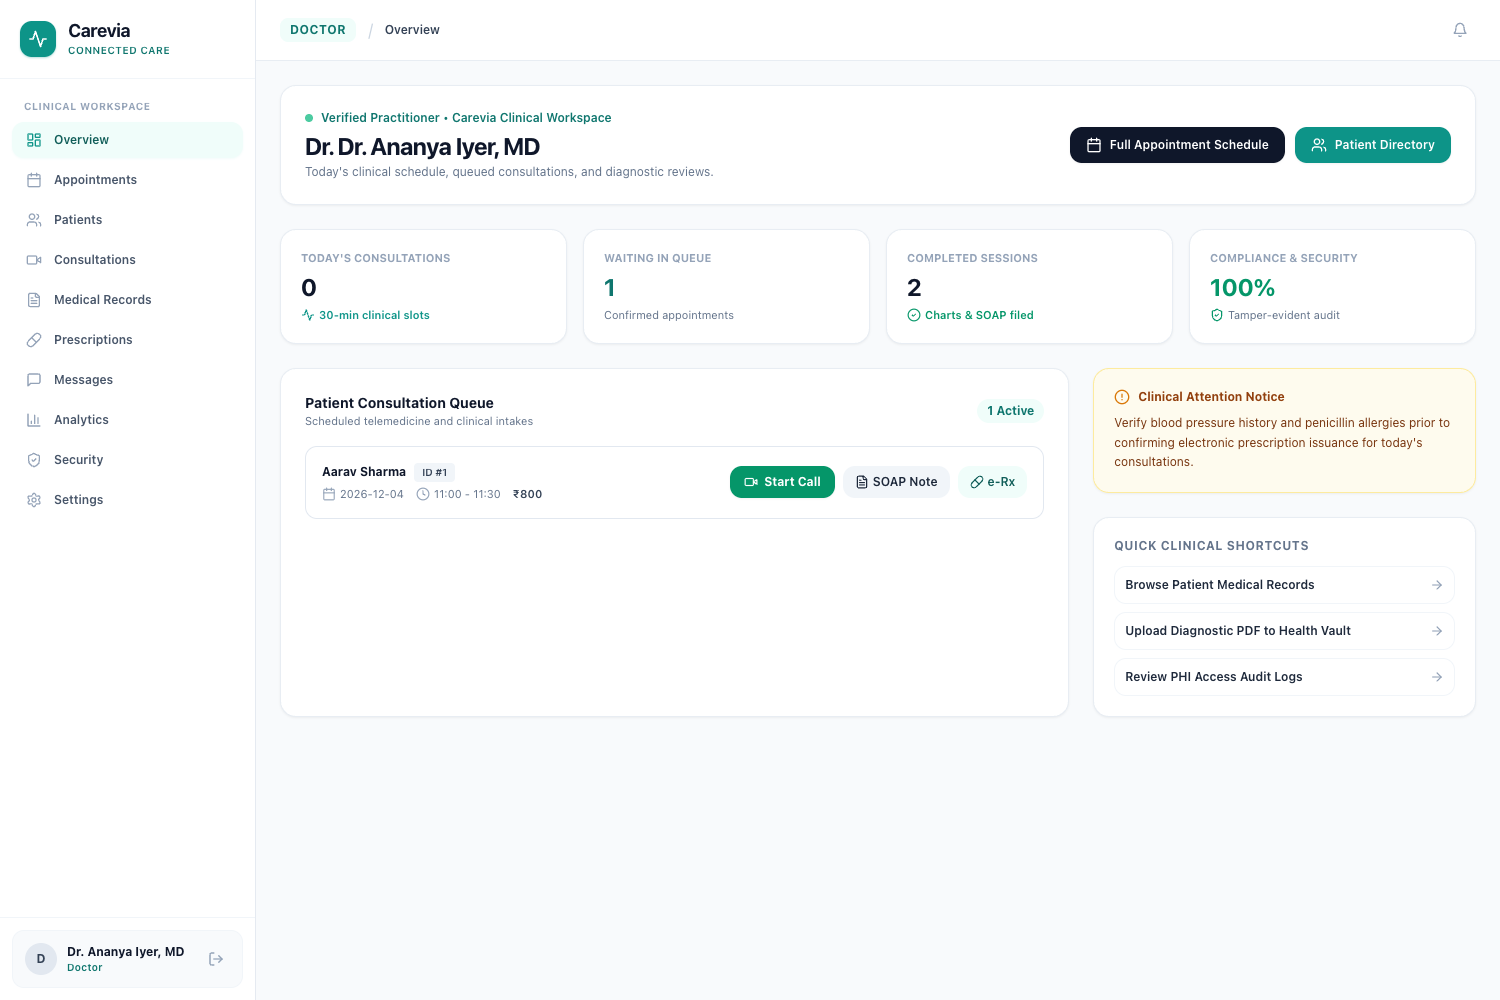 Carevia
CONNECTED CARE
CLINICAL WORKSPACE
Overview
Appointments
Patients
Consultations
Medical Records
Prescriptions
Messages
Analytics
Security
Settings
D
Dr. Ananya Iyer, MD
Doctor
DOCTOR / Overview
Verified Practitioner • Carevia Clinical Workspace
Dr. Dr. Ananya Iyer, MD
Today's clinical schedule, queued consultations, and diagnostic reviews.
Full Appointment Schedule
Patient Directory
TODAY'S CONSULTATIONS
0
30-min clinical slots
WAITING IN QUEUE
1
Confirmed appointments
COMPLETED SESSIONS
2
Charts & SOAP filed
COMPLIANCE & SECURITY
100%
Tamper-evident audit
Patient Consultation Queue
Scheduled telemedicine and clinical intakes
1 Active
Aarav Sharma ID #1
2026-12-04 11:00 - 11:30 ₹800
Start Call
SOAP Note
e-Rx
Clinical Attention Notice
Verify blood pressure history and penicillin allergies prior to
confirming electronic prescription issuance for today's
consultations.
QUICK CLINICAL SHORTCUTS
Browse Patient Medical Records
Upload Diagnostic PDF to Health Vault
Review PHI Access Audit Logs